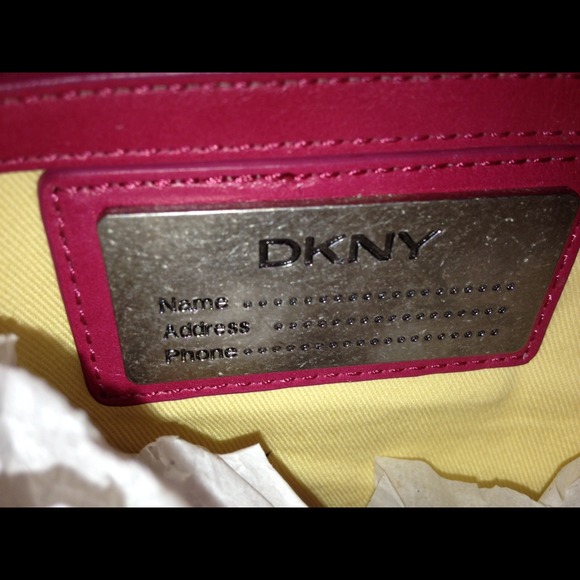 DKNY
Name ....................
Address .................
Phone ...................